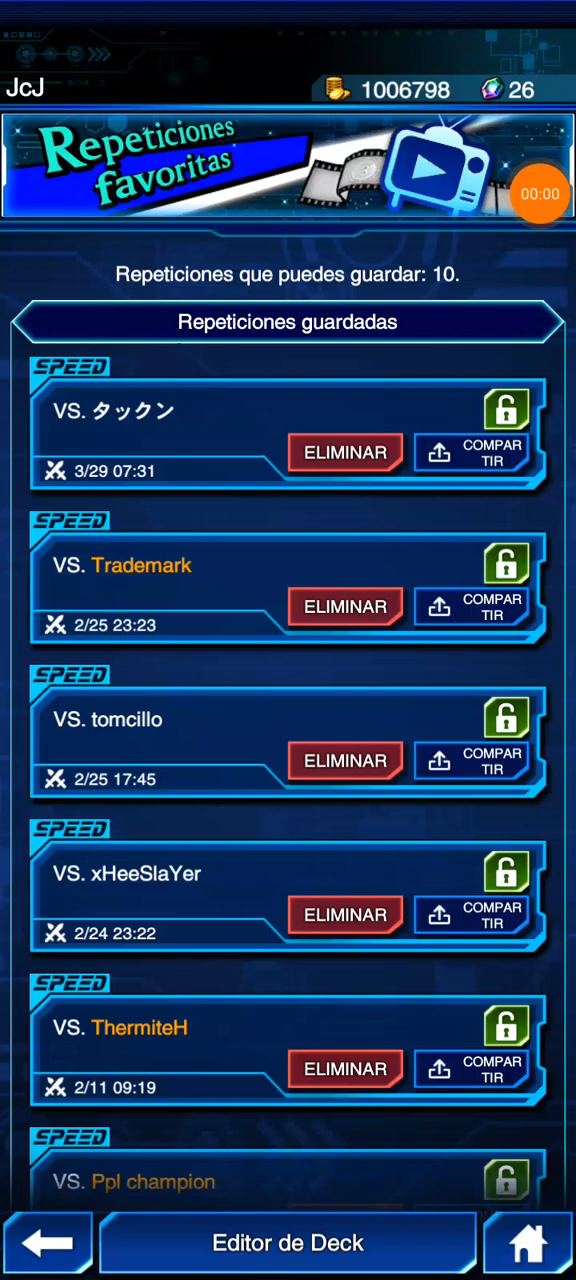 JcJ
1006798
26
Repeticiones
favoritas
00:00
Repeticiones que puedes guardar: 10.
Repeticiones guardadas
SPEED
VS. タックン
ELIMINAR
COMPAR
TIR
3/29 07:31
SPEED
VS. Trademark
ELIMINAR
COMPAR
TIR
2/25 23:23
SPEED
VS. tomcillo
ELIMINAR
COMPAR
TIR
2/25 17:45
SPEED
VS. xHeeSlaYer
ELIMINAR
COMPAR
TIR
2/24 23:22
SPEED
VS. ThermiteH
ELIMINAR
COMPAR
TIR
2/11 09:19
SPEED
VS. Ppl champion
Editor de Deck